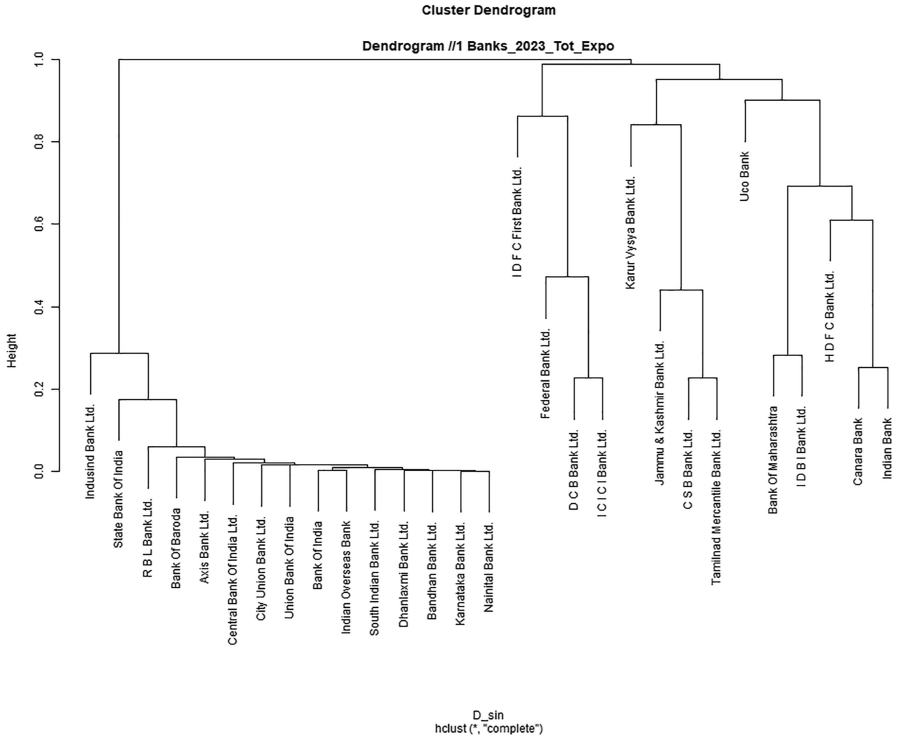 Cluster Dendrogram
Dendrogram //1 Banks_2023_Tot_Expo
Height
1.0
0.8
0.6
0.4
0.2
0.0
Indusind Bank Ltd.
State Bank Of India
R B L Bank Ltd.
Bank Of Baroda
Axis Bank Ltd.
Central Bank Of India Ltd.
City Union Bank Ltd.
Union Bank Of India
Bank Of India
Indian Overseas Bank
South Indian Bank Ltd.
Dhanlaxmi Bank Ltd.
Bandhan Bank Ltd.
Karnataka Bank Ltd.
Nainital Bank Ltd.
I D F C First Bank Ltd.
Federal Bank Ltd.
D C B Bank Ltd.
I C I C I Bank Ltd.
Karur Vysya Bank Ltd.
Jammu & Kashmir Bank Ltd.
C S B Bank Ltd.
Tamilnad Mercantile Bank Ltd.
Uco Bank
Bank Of Maharashtra
I D B I Bank Ltd.
H D F C Bank Ltd.
Canara Bank
Indian Bank
D_sin
hclust (*, "complete")